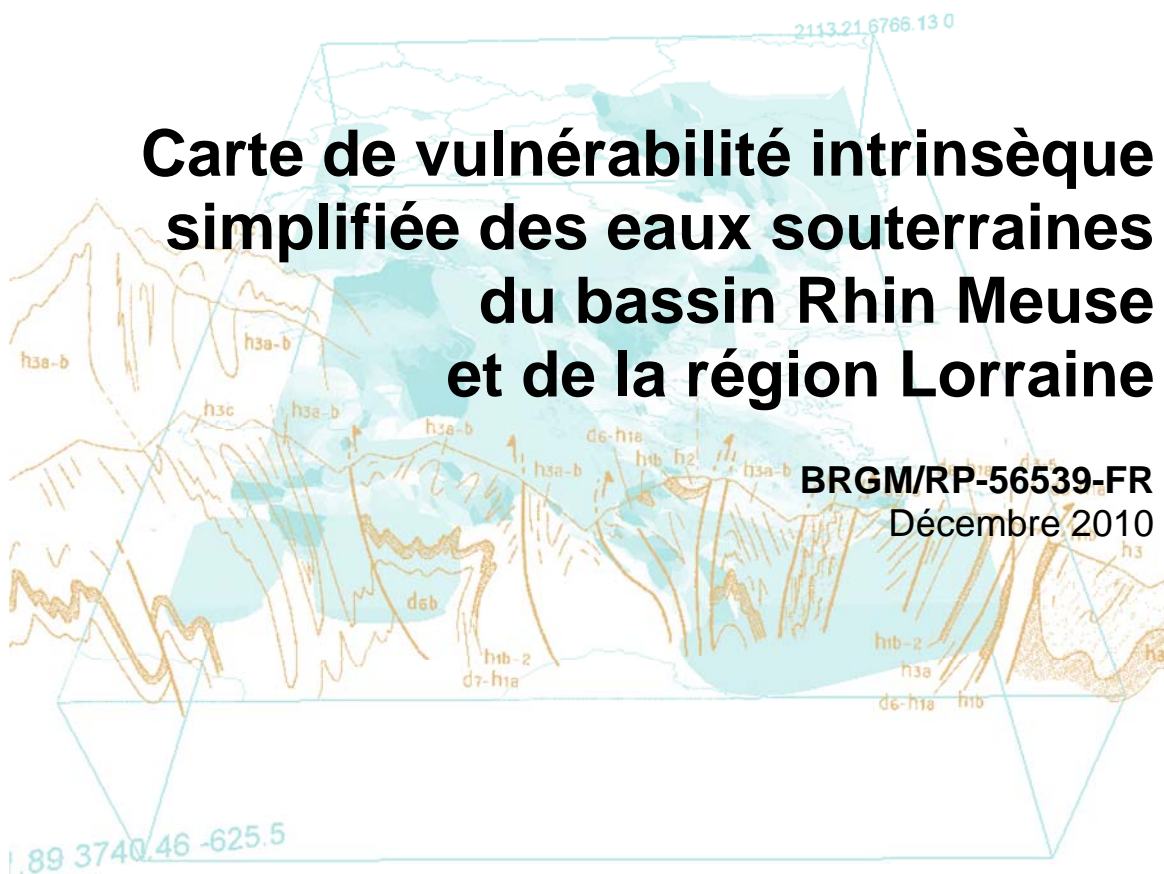 2113.21 6766.13 0
Carte de vulnérabilité intrinsèque
simplifiée des eaux souterraines
du bassin Rhin Meuse
et de la région Lorraine
BRGM/RP-56539-FR
Décembre 2010
h3a-b
h3a-b
h3c
h3a-b
h3a-b
h3a-b
d6-h1a
h1b
h2
h3a-b
h3
d6b
h1b-2
d7-h1a
h1b-2
h3a
d6-h1a
h1b
.89 3740.46 -625.5